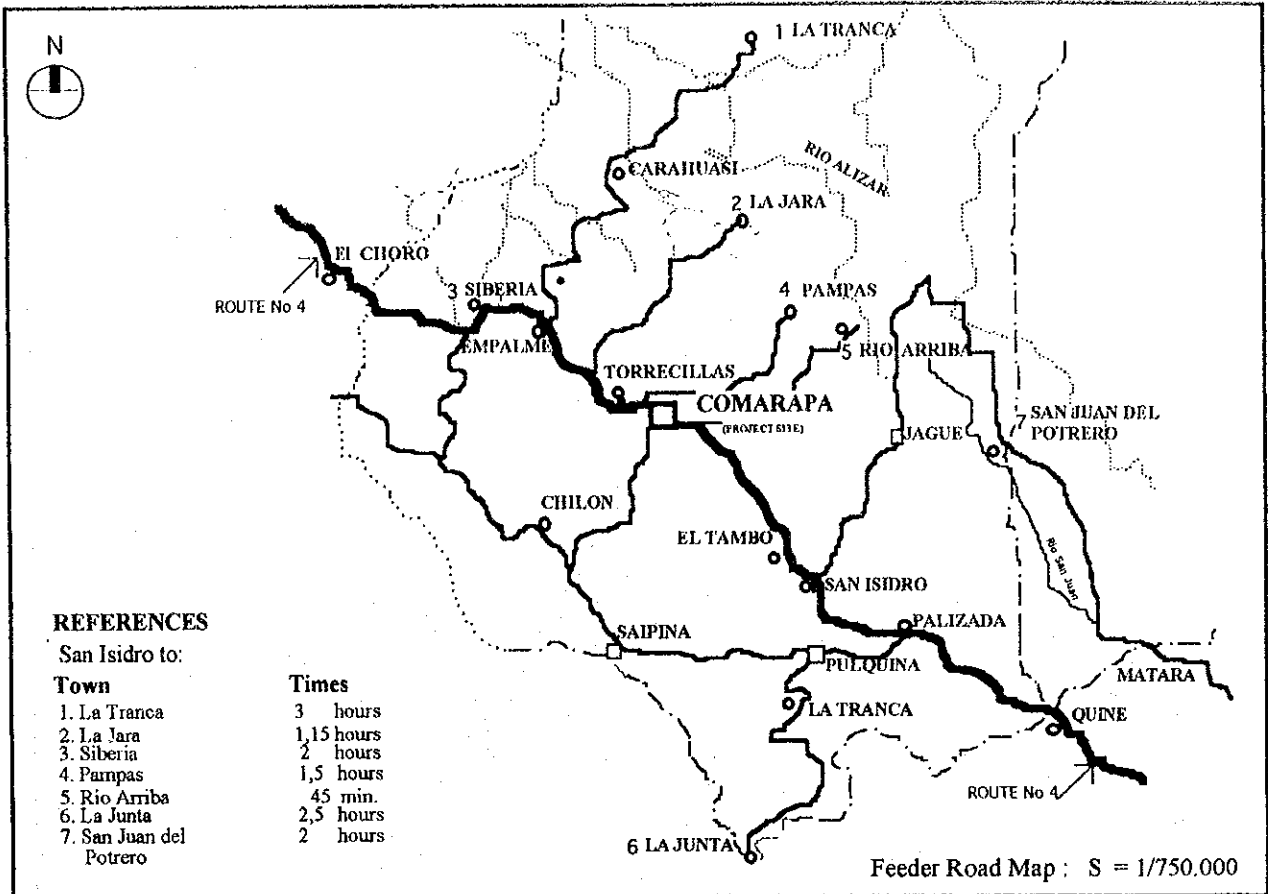 N
1 LA TRANCA
CARAHUASI
RIO ALIZAR
2 LA JARA
El CHORO
ROUTE No 4
3 SIBERIA
4 PAMPAS
EMPALME
5 RIO ARRIBA
TORRECILLAS
COMARAPA
(PROJECT SITE)
7 SAN JUAN DEL
POTRERO
JAGUE
CHILON
EL TAMBO
SAN ISIDRO
Rio San Juan
PALIZADA
SAIPINA
PULQUINA
MATARA
LA TRANCA
QUINE
ROUTE No 4
6 LA JUNTA
REFERENCES
San Isidro to:
Town Times
1. La Tranca 3 hours
2. La Jara 1,15 hours
3. Siberia 2 hours
4. Pampas 1,5 hours
5. Rio Arriba 45 min.
6. La Junta 2,5 hours
7. San Juan del 2 hours
Potrero
Feeder Road Map : S = 1/750.000